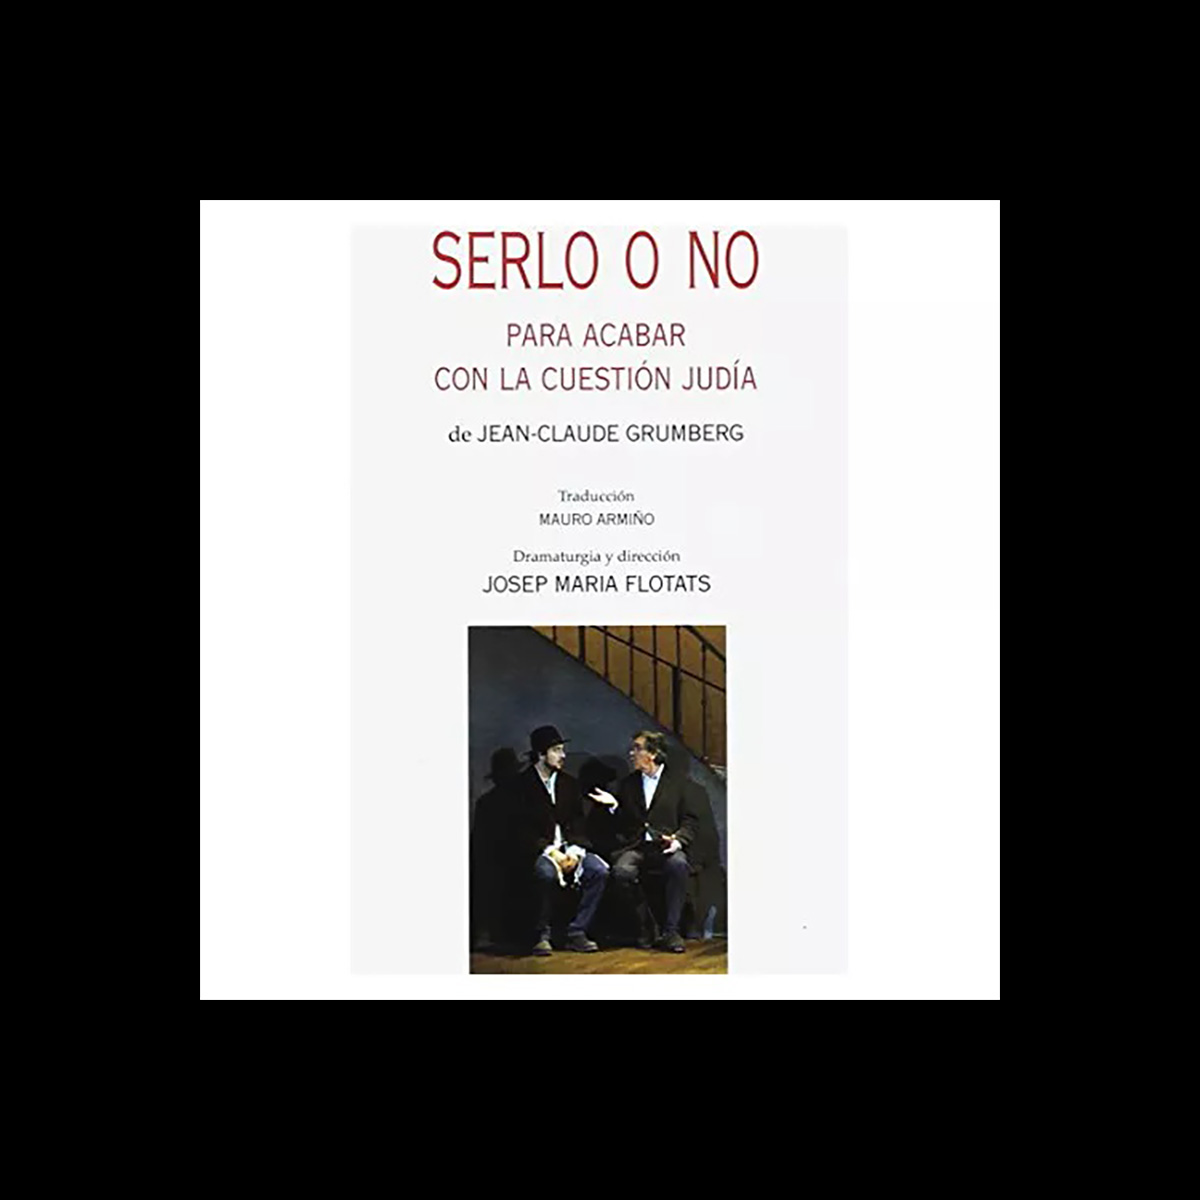 SERLO O NO
PARA ACABAR
CON LA CUESTIÓN JUDÍA
de JEAN-CLAUDE GRUMBERG
Traducción
MAURO ARMIÑO
Dramaturgia y dirección
JOSEP MARIA FLOTATS